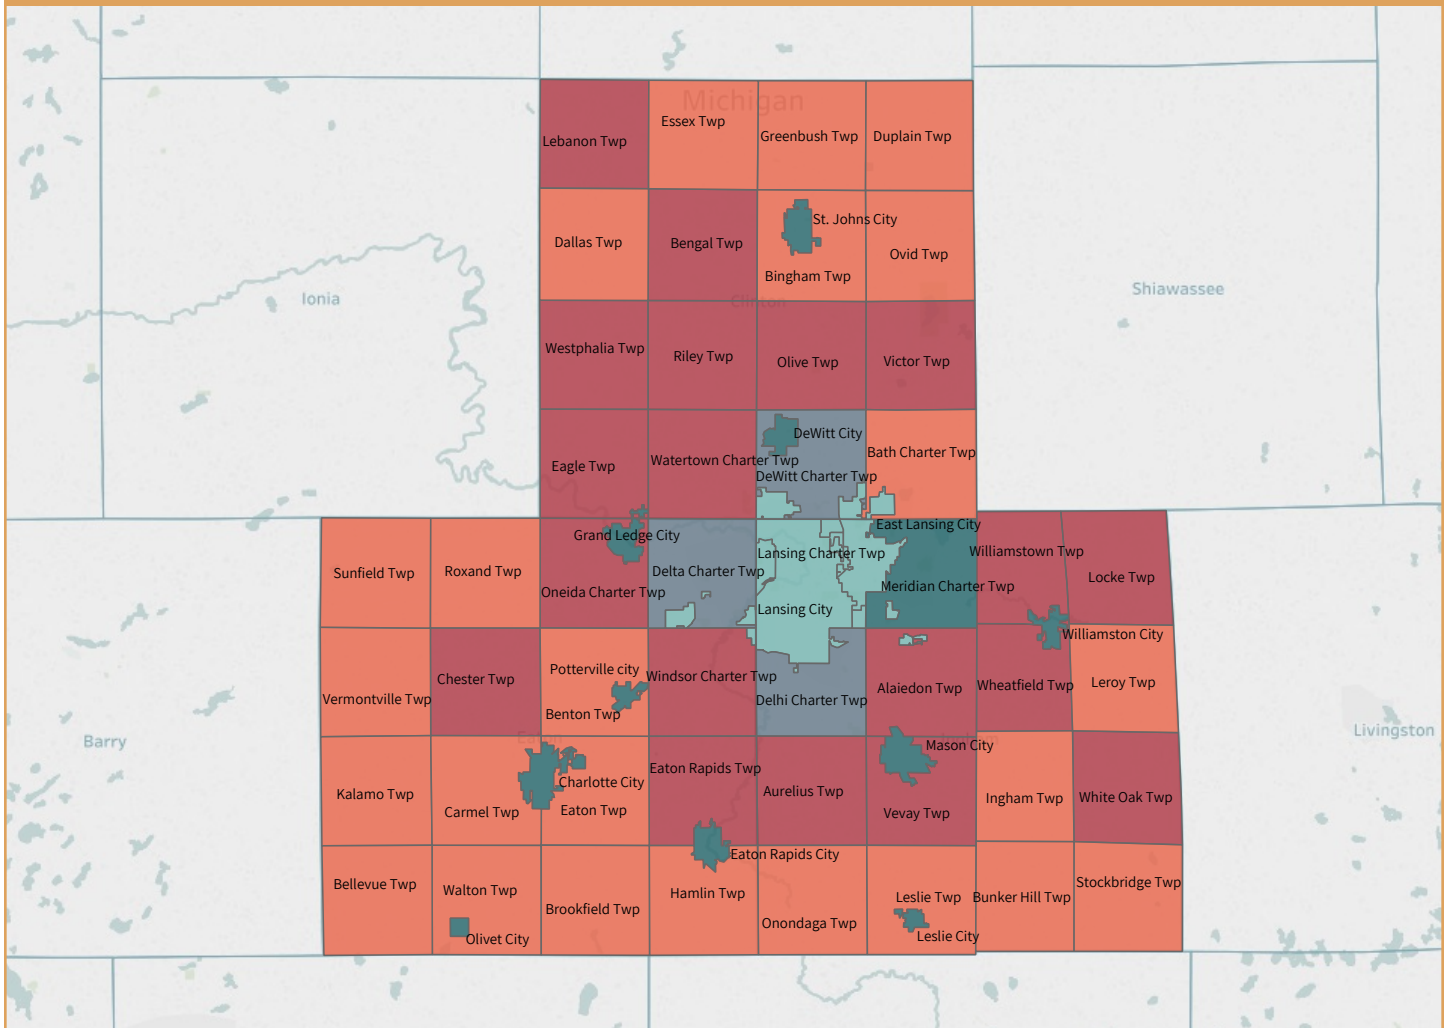 Michigan
Essex Twp
Greenbush Twp
Duplain Twp
Lebanon Twp
St. Johns City
Dallas Twp
Bengal Twp
Ovid Twp
Bingham Twp
Ionia
Clinton
Shiawassee
Westphalia Twp
Riley Twp
Olive Twp
Victor Twp
DeWitt City
Bath Charter Twp
Eagle Twp
Watertown Charter Twp
DeWitt Charter Twp
East Lansing City
Grand Ledge City
Lansing Charter Twp
Williamstown Twp
Sunfield Twp
Roxand Twp
Delta Charter Twp
Locke Twp
Oneida Charter Twp
Meridian Charter Twp
Lansing City
Williamston City
Potterville city
Chester Twp
Windsor Charter Twp
Vermontville Twp
Delhi Charter Twp
Alaiedon Twp
Wheatfield Twp
Leroy Twp
Benton Twp
Barry
Eaton
Ingham
Livingston
Mason City
Eaton Rapids Twp
Charlotte City
Kalamo Twp
Carmel Twp
Eaton Twp
Aurelius Twp
Vevay Twp
Ingham Twp
White Oak Twp
Eaton Rapids City
Bellevue Twp
Walton Twp
Brookfield Twp
Hamlin Twp
Leslie Twp
Bunker Hill Twp
Stockbridge Twp
Onondaga Twp
Olivet City
Leslie City